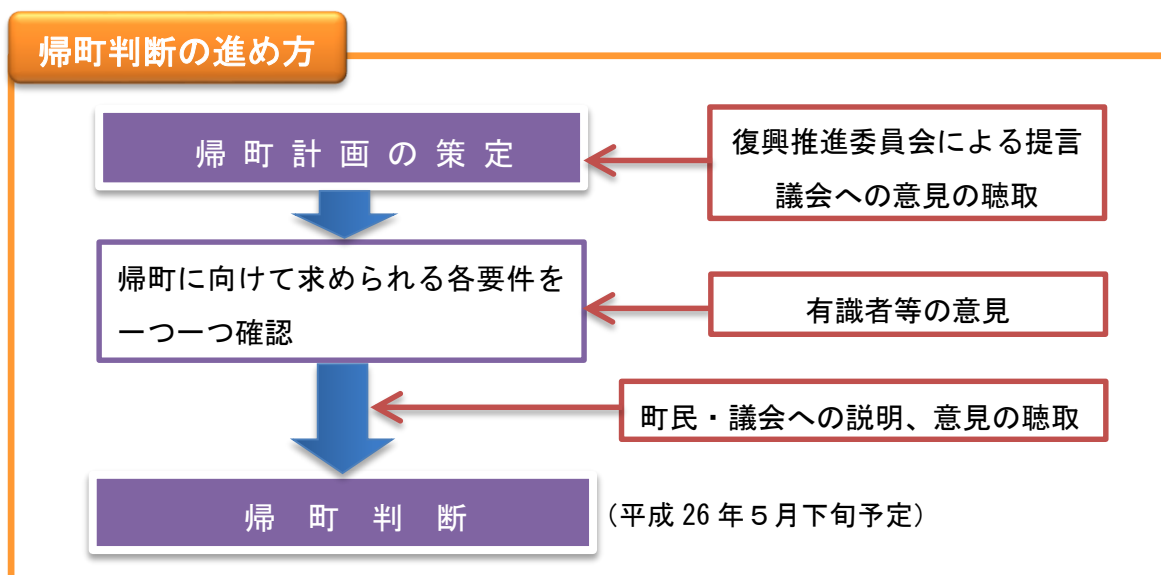 帰町判断の進め方
帰町計画の策定
復興推進委員会による提言
議会への意見の聴取
帰町に向けて求められる各要件を
一つ一つ確認
有識者等の意見
町民・議会への説明、意見の聴取
帰町判断
(平成26年５月下旬予定)